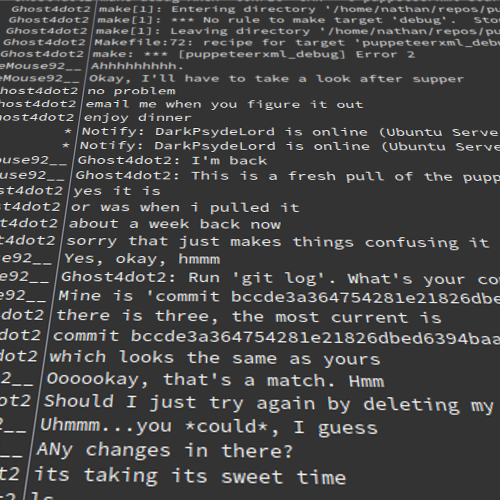 Ghost4dot2 make[1]: Entering directory '/home/nathan/repos/pu
Ghost4dot2 make[1]: *** No rule to make target 'debug'. Sto
Ghost4dot2 make[1]: Leaving directory '/home/nathan/repos/pu
Ghost4dot2 Makefile:72: recipe for target 'puppeteerxml_debu
Ghost4dot2 make: *** [puppeteerxml_debug] Error 2
eMouse92__ Ahhhhhhhhh.
eMouse92__ Okay, I'll have to take a look after supper
host4dot2 no problem
host4dot2 email me when you figure it out
host4dot2 enjoy dinner
* Notify: DarkPsydeLord is online (Ubuntu Serve
* Notify: DarkPsydeLord is online (Ubuntu Serve
ouse92__ Ghost4dot2: I'm back
ouse92__ Ghost4dot2: This is a fresh pull of the pupp
st4dot2 yes it is
st4dot2 or was when i pulled it
t4dot2 about a week back now
t4dot2 sorry that just makes things confusing it
e92__ Yes, okay, hmmm
e92__ Ghost4dot2: Run 'git log'. What's your co
e92__ Mine is 'commit bccde3a364754281e21826dbe
dot2 there is three, the most current is
dot2 commit bccde3a364754281e21826dbed6394baa
dot2 which looks the same as yours
2__ Oooookay, that's a match. Hmm
ot2 Should I just try again by deleting my
2__ Uhmmm...you *could*, I guess
__ ANy changes in there?
t2 its taking its sweet time
t2 ls